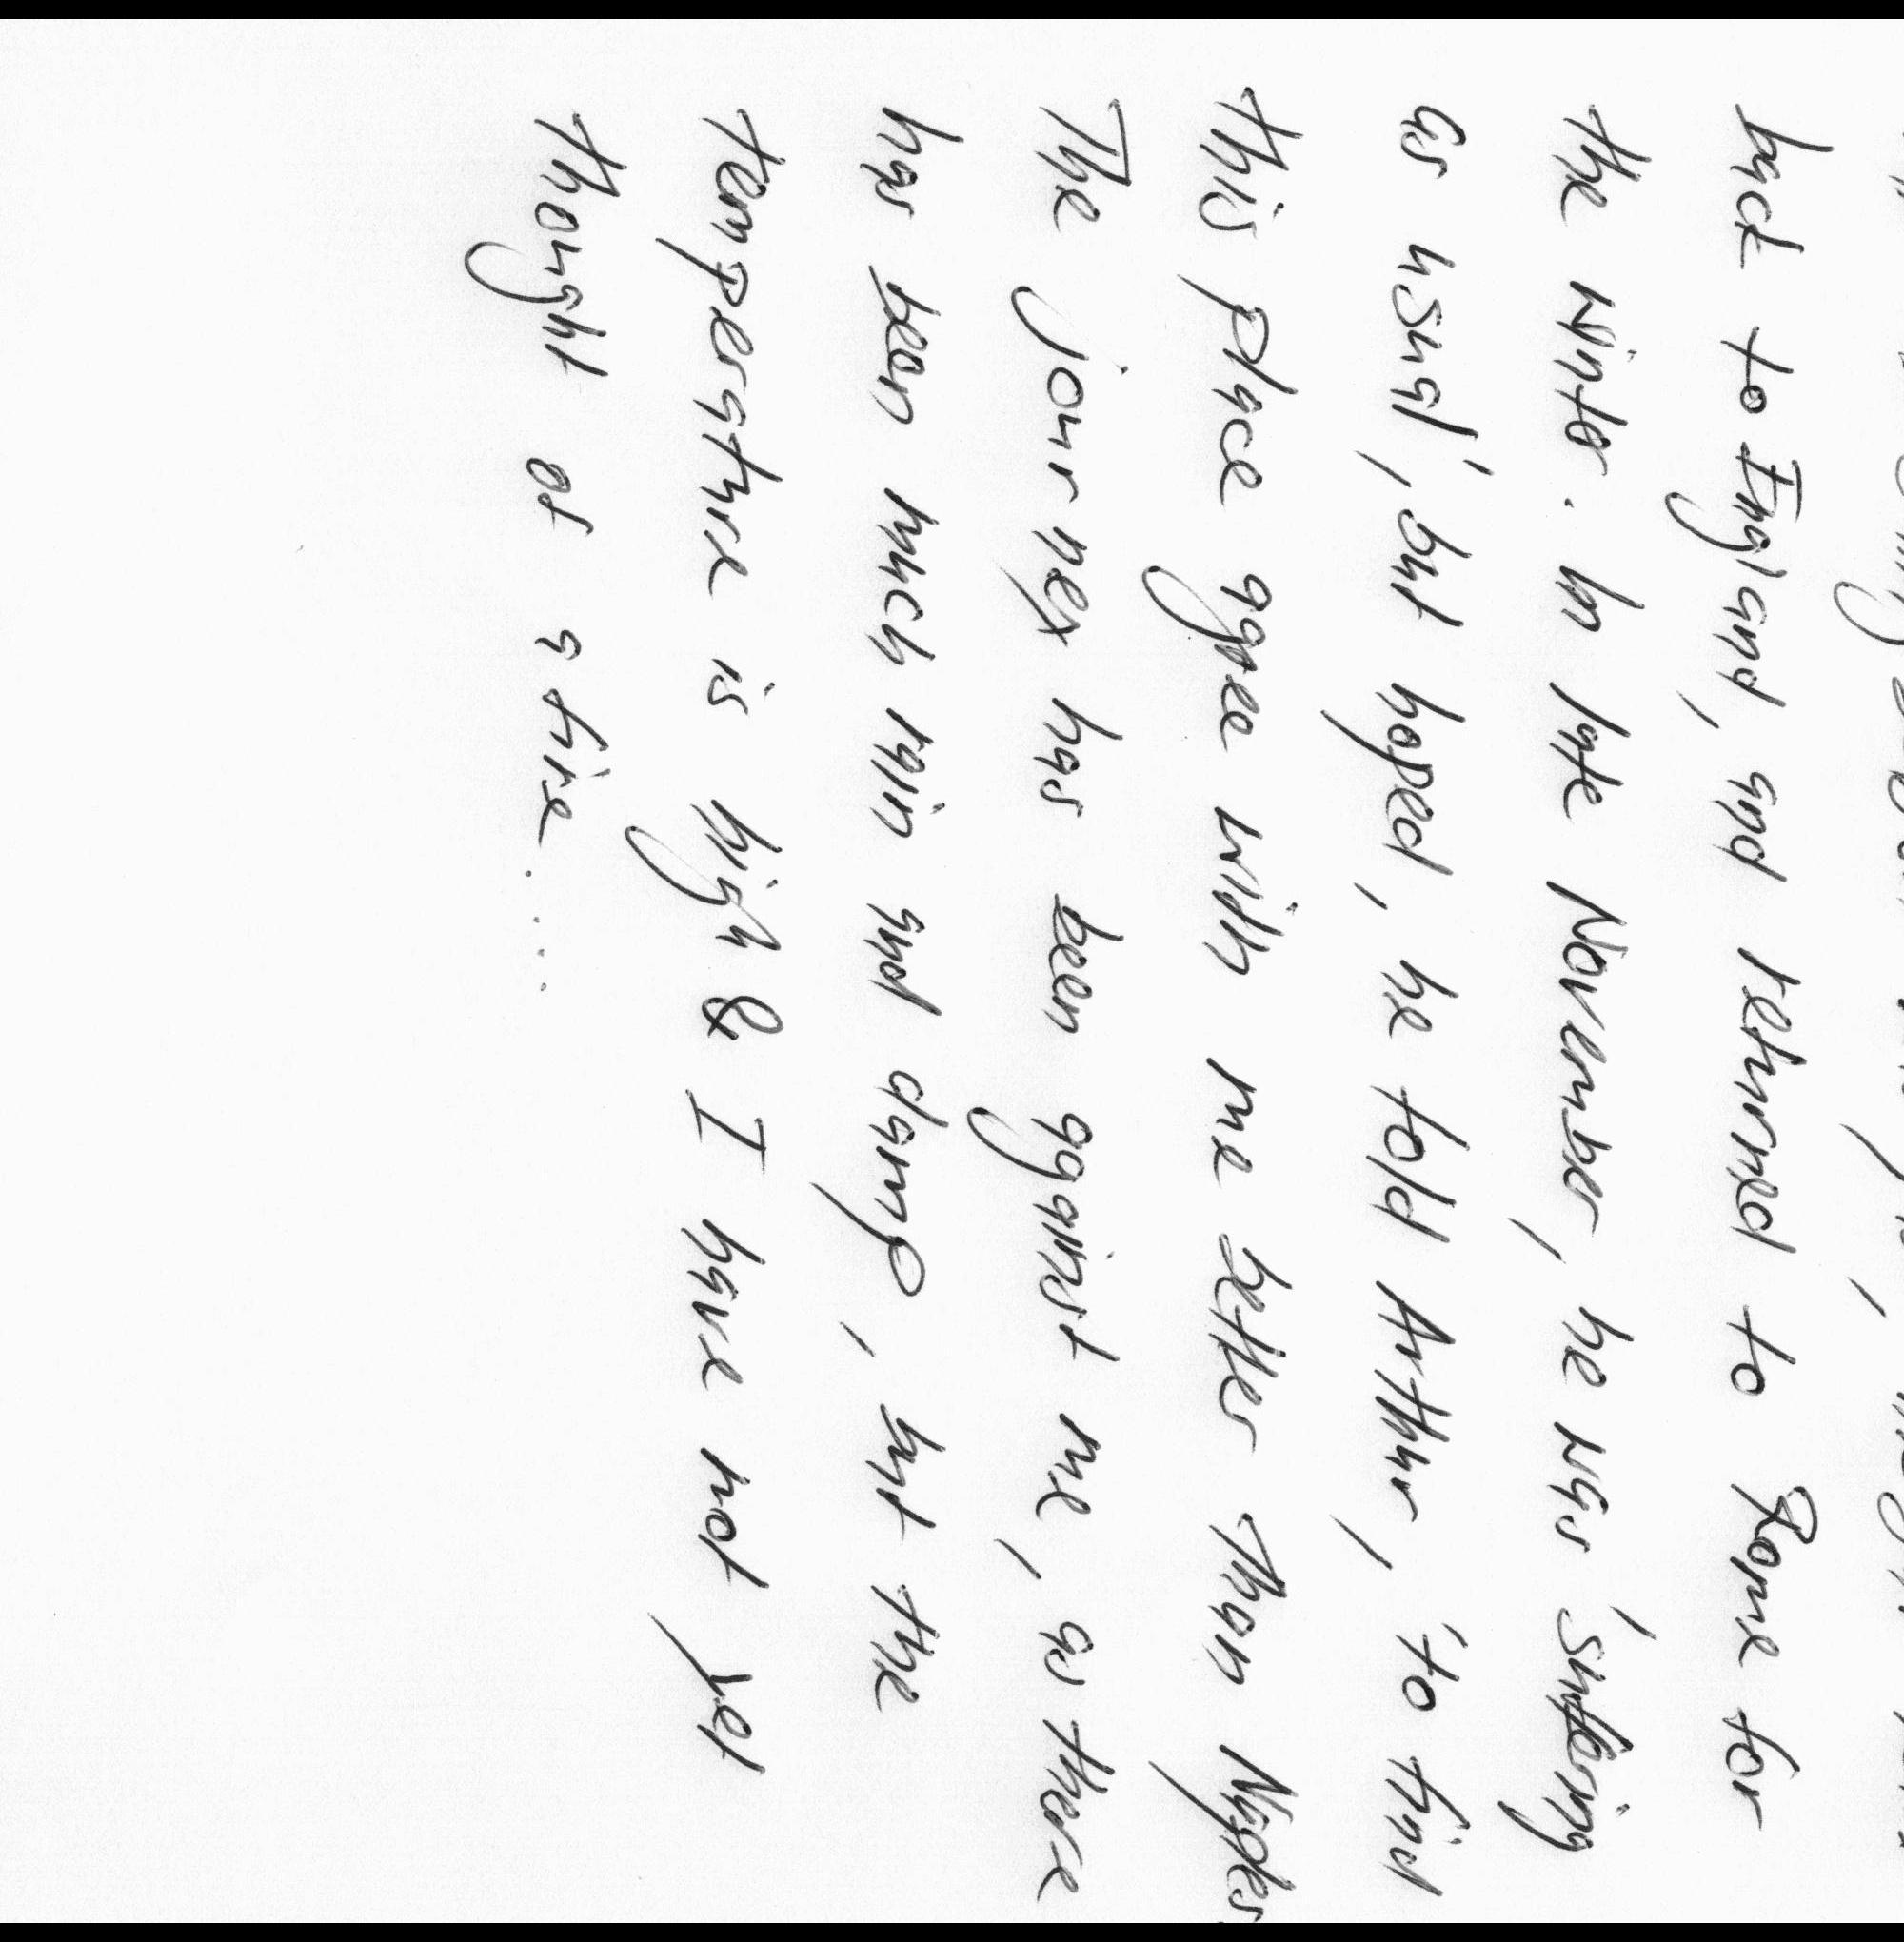 back to England, and returned to Rome for
the winter. In late November, he was 'suffering
as usual', but hoped, he told Arthur, 'to find
this place agree with me better than Naples
The journey has been against me, as there
has been much rain and damp, but the
temperature is high & I have not yet
thought of a fire....